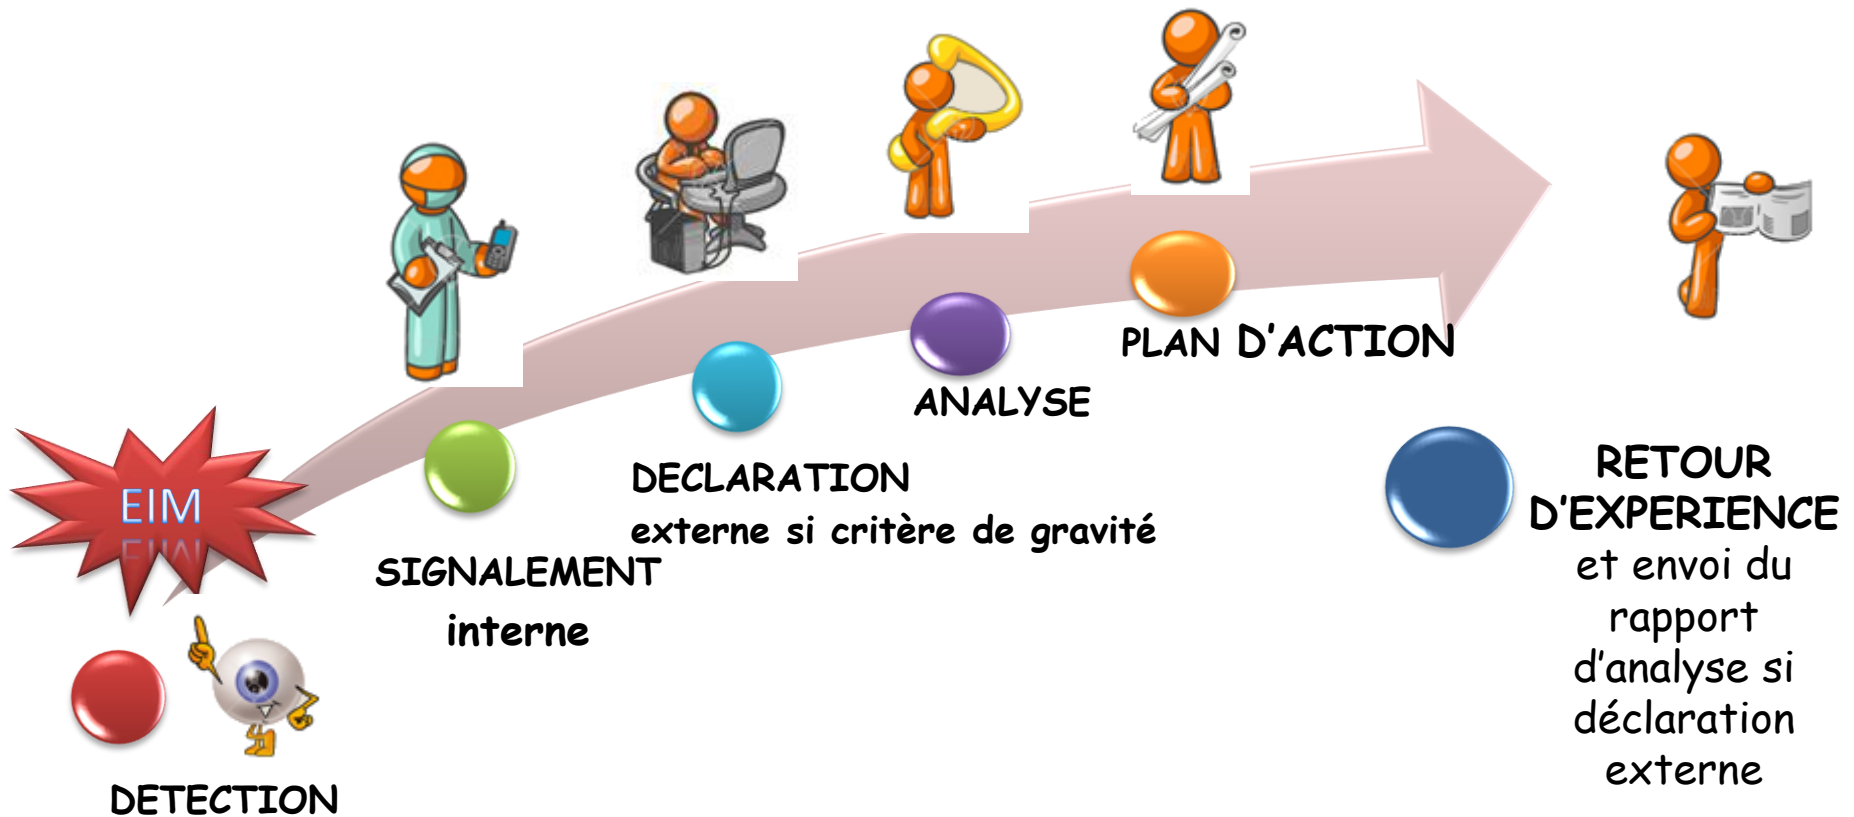 EIM
DETECTION
SIGNALEMENT
interne
DECLARATION
externe si critère de gravité
ANALYSE
PLAN D’ACTION
RETOUR
D’EXPERIENCE
et envoi du
rapport
d’analyse si
déclaration
externe